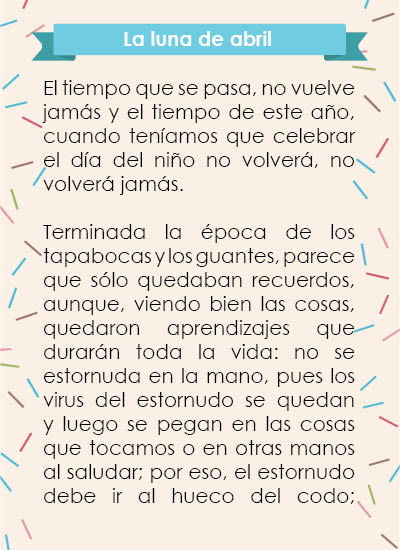 La luna de abril
El tiempo que se pasa, no vuelve
jamás y el tiempo de este año,
cuando teníamos que celebrar
el día del niño no volverá, no
volverá jamás.
Terminada la época de los
tapabocas y los guantes, parece
que sólo quedaban recuerdos,
aunque, viendo bien las cosas,
quedaron aprendizajes que
durarán toda la vida: no se
estornuda en la mano, pues los
virus del estornudo se quedan
y luego se pegan en las cosas
que tocamos o en otras manos
al saludar; por eso, el estornudo
debe ir al hueco del codo;